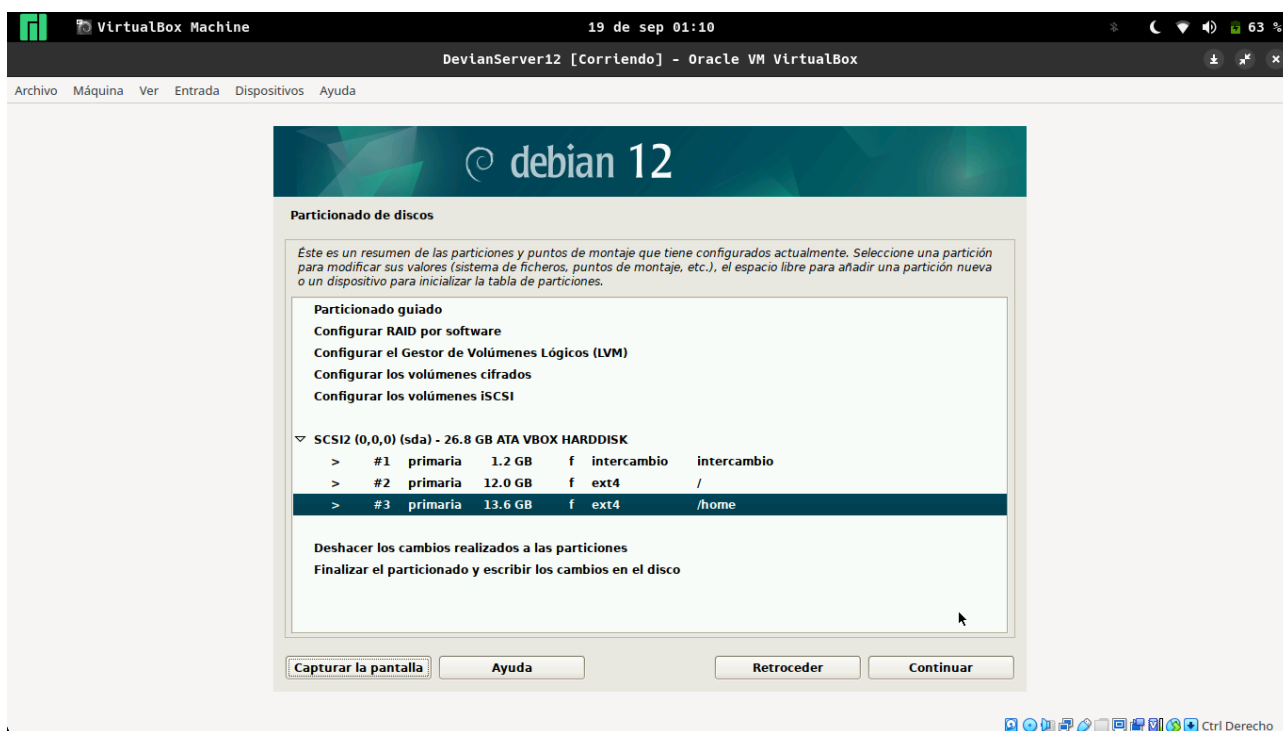 VirtualBox Machine
19 de sep 01:10
63 %
DevianServer12 [Corriendo] - Oracle VM VirtualBox
Archivo Máquina Ver Entrada Dispositivos Ayuda
debian 12
Particionado de discos
Éste es un resumen de las particiones y puntos de montaje que tiene configurados actualmente. Seleccione una partición
para modificar sus valores (sistema de ficheros, puntos de montaje, etc.), el espacio libre para añadir una partición nueva
o un dispositivo para inicializar la tabla de particiones.
Particionado guiado
Configurar RAID por software
Configurar el Gestor de Volúmenes Lógicos (LVM)
Configurar los volúmenes cifrados
Configurar los volúmenes iSCSI
SCSI2 (0,0,0) (sda) - 26.8 GB ATA VBOX HARDDISK
> #1 primaria 1.2 GB f intercambio intercambio
> #2 primaria 12.0 GB f ext4 /
> #3 primaria 13.6 GB f ext4 /home
Deshacer los cambios realizados a las particiones
Finalizar el particionado y escribir los cambios en el disco
Capturar la pantalla Ayuda Retroceder Continuar
Ctrl Derecho